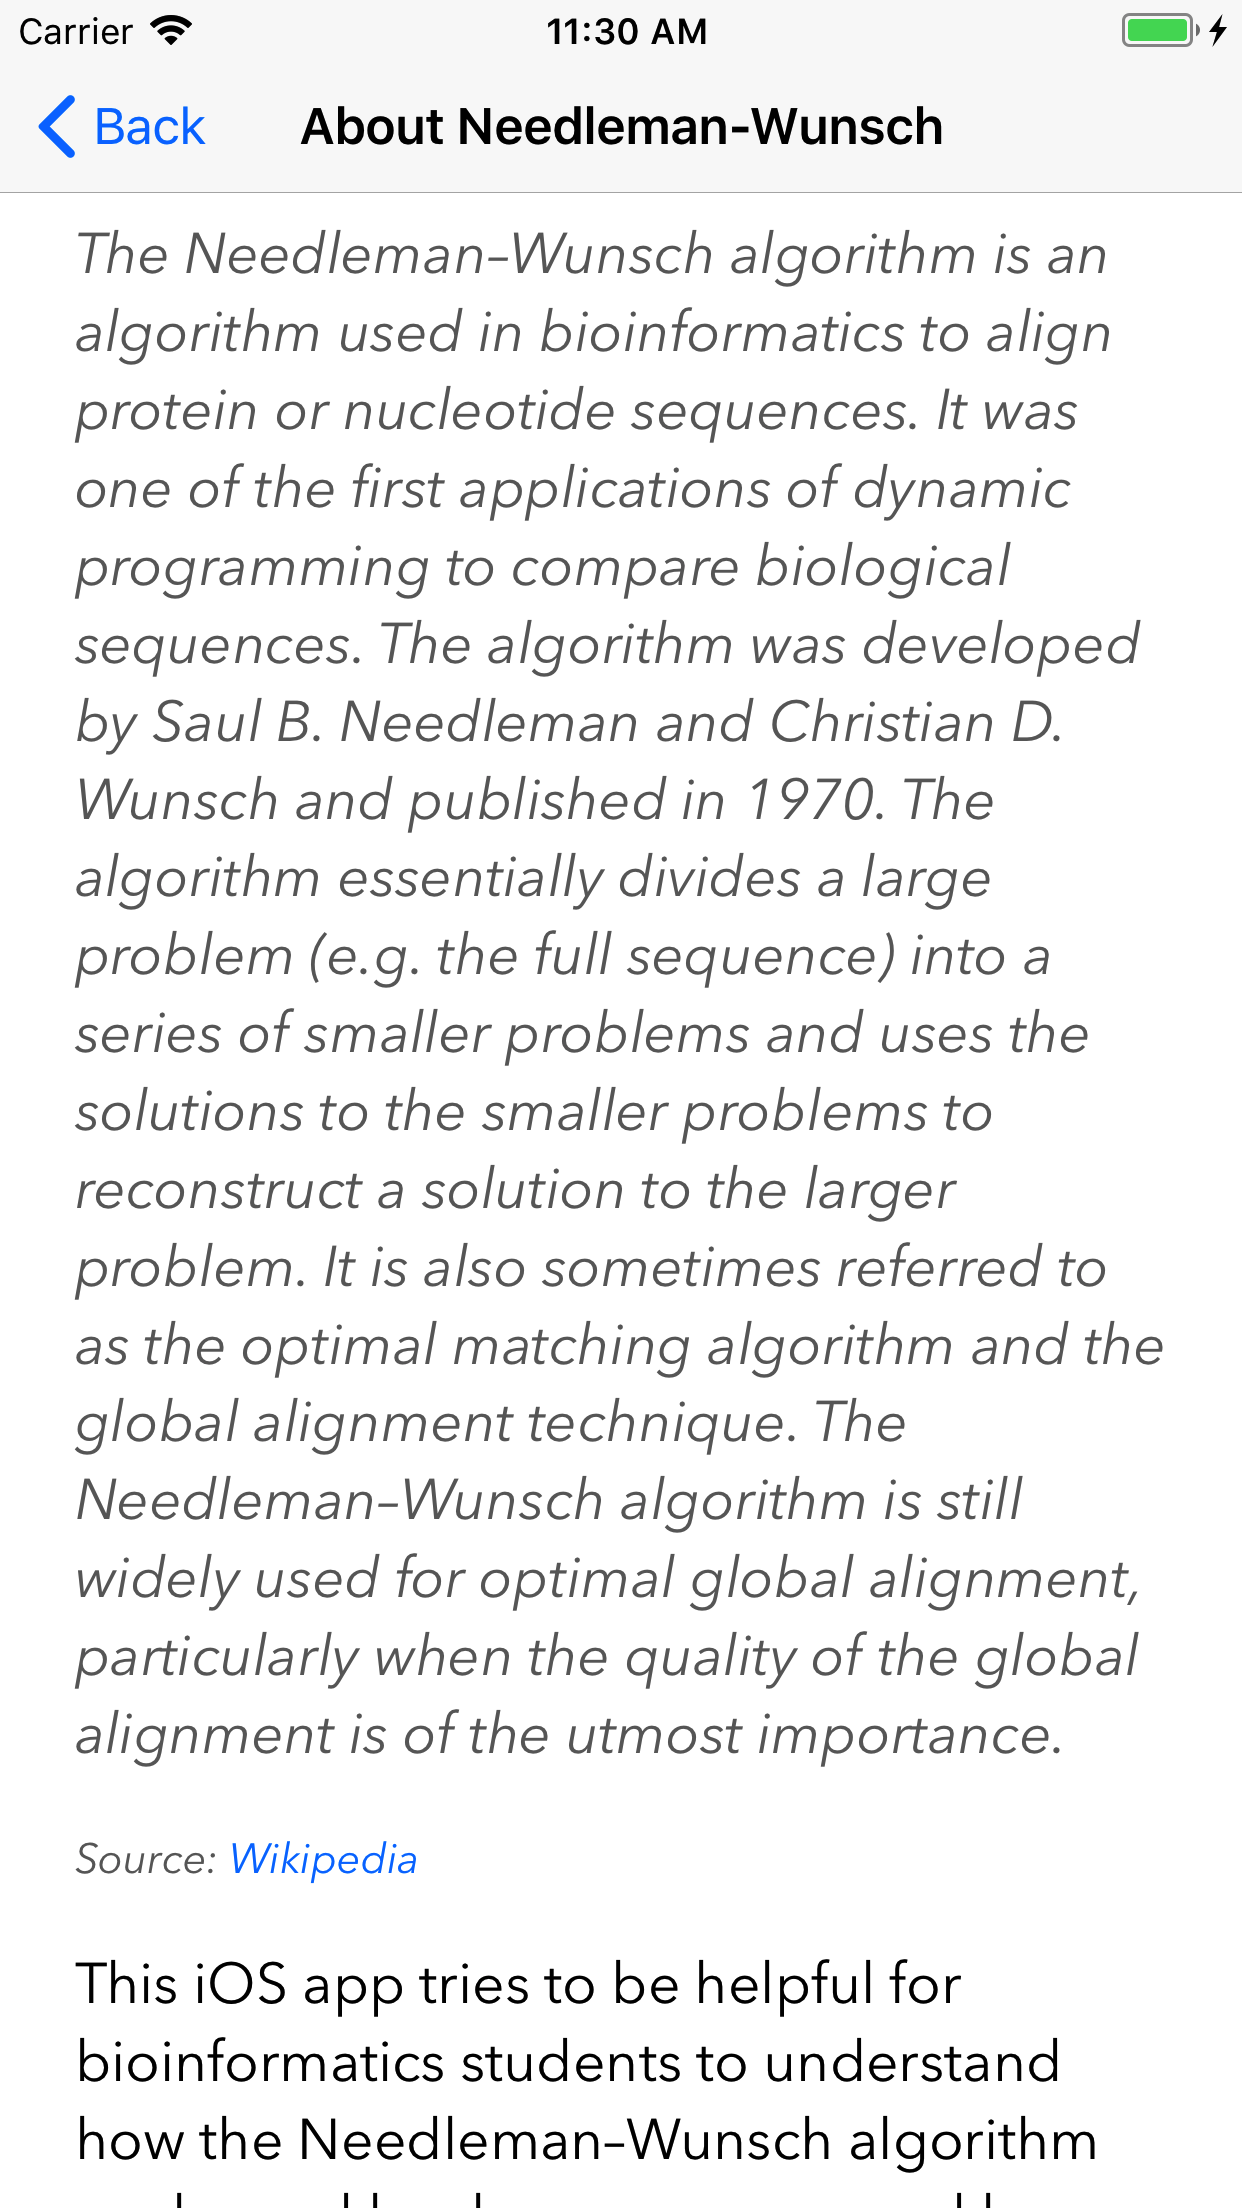 Carrier
11:30 AM
Back
About Needleman-Wunsch
The Needleman–Wunsch algorithm is an
algorithm used in bioinformatics to align
protein or nucleotide sequences. It was
one of the first applications of dynamic
programming to compare biological
sequences. The algorithm was developed
by Saul B. Needleman and Christian D.
Wunsch and published in 1970. The
algorithm essentially divides a large
problem (e.g. the full sequence) into a
series of smaller problems and uses the
solutions to the smaller problems to
reconstruct a solution to the larger
problem. It is also sometimes referred to
as the optimal matching algorithm and the
global alignment technique. The
Needleman–Wunsch algorithm is still
widely used for optimal global alignment,
particularly when the quality of the global
alignment is of the utmost importance.
Source: Wikipedia
This iOS app tries to be helpful for
bioinformatics students to understand
how the Needleman–Wunsch algorithm